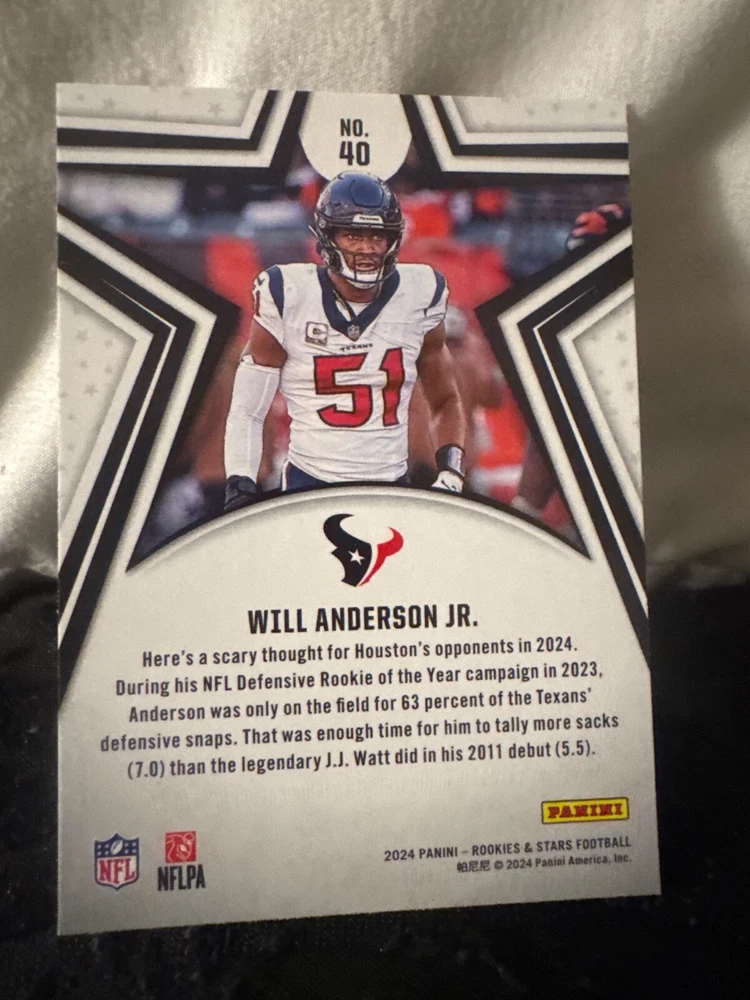 NO.
40
TEXANS
C
51
WILL ANDERSON JR.
Here's a scary thought for Houston's opponents in 2024.
During his NFL Defensive Rookie of the Year campaign in 2023,
Anderson was only on the field for 63 percent of the Texans'
defensive snaps. That was enough time for him to tally more sacks
(7.0) than the legendary J.J. Watt did in his 2011 debut (5.5).
PANINI
2024 PANINI – ROOKIES & STARS FOOTBALL
帕尼尼 © 2024 Panini America, Inc.
NFL
NFLPA